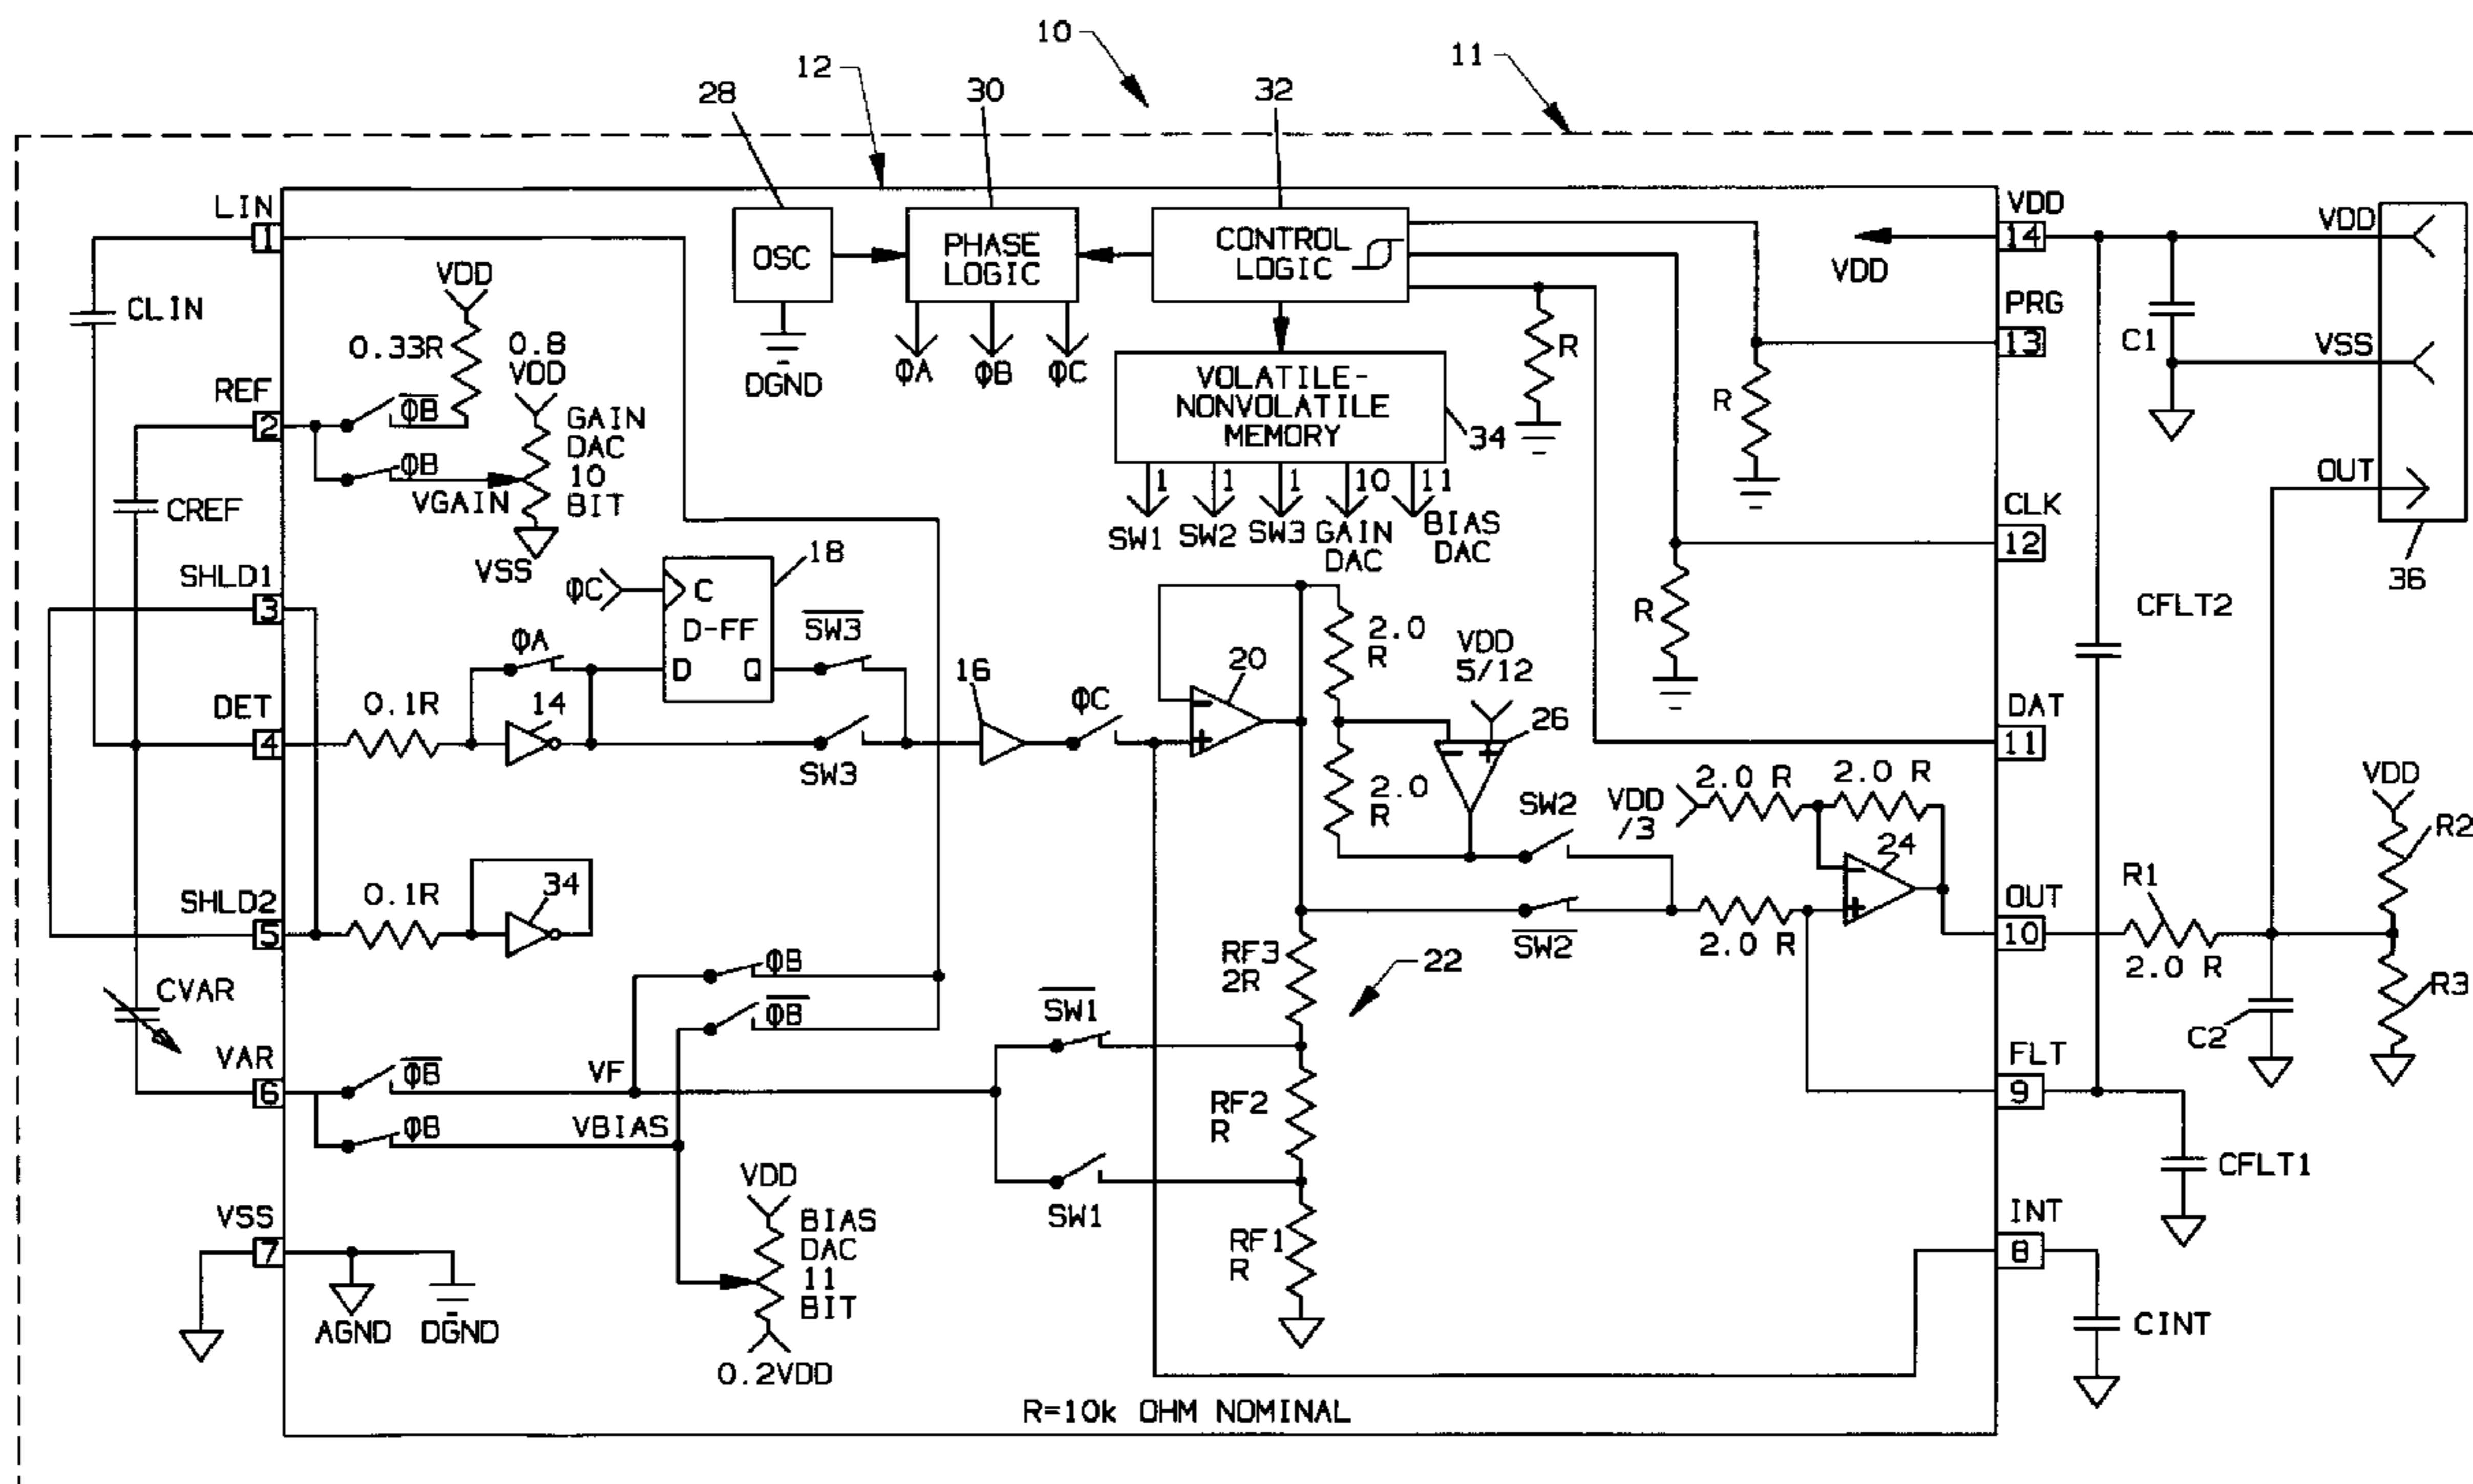 10
11
12
28
30
32
LIN
1
OSC
PHASE
LOGIC
CONTROL
LOGIC
VDD
14
VDD
VDD
CLIN
VDD
0.33R
0.8
VDD
DGND
ΦA
ΦB
ΦC
R
PRG
13
C1
VSS
REF
2
ΦB
ΦB
VGAIN
GAIN
DAC
10
BIT
VSS
VOLATILE-
NONVOLATILE
MEMORY
34
R
1
1
1
10
11
SW1
SW2
SW3
GAIN
DAC
BIAS
DAC
OUT
36
CREF
CLK
12
SHLD1
3
ΦC
C
D-FF
D
Q
18
SW3
R
CFLT2
ΦA
2.0
R
VDD
5/12
20
16
ΦC
26
DET
4
0.1R
14
SW3
DAT
11
2.0
R
SW2
VDD
/3
2.0 R
2.0 R
24
VDD
R2
SHLD2
5
0.1R
34
SW2
2.0 R
OUT
10
R1
2.0 R
RF3
2R
22
R3
CVAR
ΦB
ΦB
SW1
C2
VAR
6
ΦB
VF
RF2
R
FLT
9
ΦB
VBIAS
SW1
CFLT1
VDD
BIAS
DAC
11
BIT
0.2VDD
RF1
R
INT
8
VSS
7
AGND
DGND
CINT
R=10k OHM NOMINAL